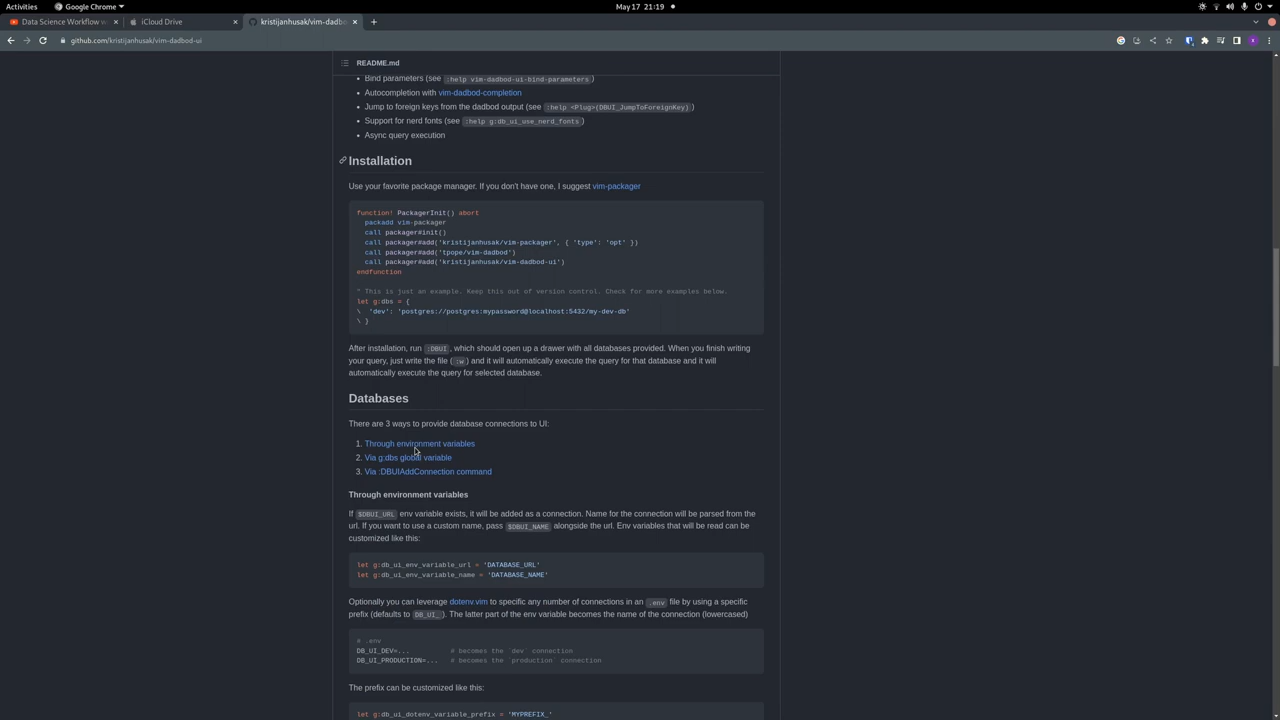 Activities
Google Chrome
May 17 21:19
Data Science Workflow w
iCloud Drive
kristijanhusak/vim-dadbo
github.com/kristijanhusak/vim-dadbod-ui
README.md
Bind parameters (see :help vim-dadbod-ui-bind-parameters)
Autocompletion with vim-dadbod-completion
Jump to foreign keys from the dadbod output (see :help <Plug>(DBUI_JumpToForeignKey)
Support for nerd fonts (see :help g:db_ui_use_nerd_fonts)
Async query execution
Installation
Use your favorite package manager. If you don't have one, I suggest vim-packager
function! PackagerInit() abort
packadd vim-packager
call packager#init()
call packager#add('kristijanhusak/vim-packager', { 'type': 'opt' })
call packager#add('tpope/vim-dadbod')
call packager#add('kristijanhusak/vim-dadbod-ui')
endfunction
" This is just an example. Keep this out of version control. Check for more examples below.
let g:dbs = {
\ 'dev': 'postgres://postgres:mypassword@localhost:5432/my-dev-db'
\ }
After installation, run :DBUI, which should open up a drawer with all databases provided. When you finish writing
your query, just write the file (:w) and it will automatically execute the query for that database and it will
automatically execute the query for selected database.
Databases
There are 3 ways to provide database connections to UI:
1. Through environment variables
2. Via g:dbs global variable
3. Via :DBUIAddConnection command
Through environment variables
If $DBUI_URL env variable exists, it will be added as a connection. Name for the connection will be parsed from the
url. If you want to use a custom name, pass $DBUI_NAME alongside the url. Env variables that will be read can be
customized like this:
let g:db_ui_env_variable_url = 'DATABASE_URL'
let g:db_ui_env_variable_name = 'DATABASE_NAME'
Optionally you can leverage dotenv.vim to specific any number of connections in an .env file by using a specific
prefix (defaults to DB_UI_). The latter part of the env variable becomes the name of the connection (lowercased)
# .env
DB_UI_DEV=... # becomes the `dev` connection
DB_UI_PRODUCTION=... # becomes the `production` connection
The prefix can be customized like this:
let g:db_ui_dotenv_variable_prefix = 'MYPREFIX_'